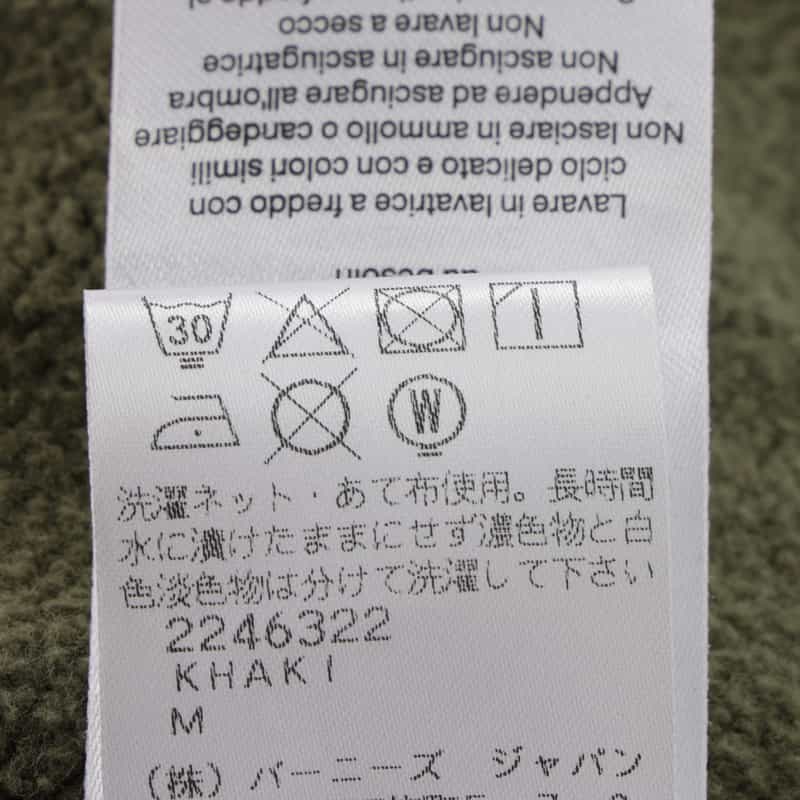 Lavare in lavatrice a freddo con
ciclo delicato e con colori simili
Non lasciare in ammollo o candeggiare
Appendere ad asciugare all'ombra
Non asciugare in asciugatrice
Non lavare a secco
au besoin
30
W
洗濯ネット・あて布使用。長時間
水に漬けたままにせず濃色物と白
色淡色物は分けて洗濯して下さい
2246322
KHAKI
M
(株) バーニーズ ジャパン